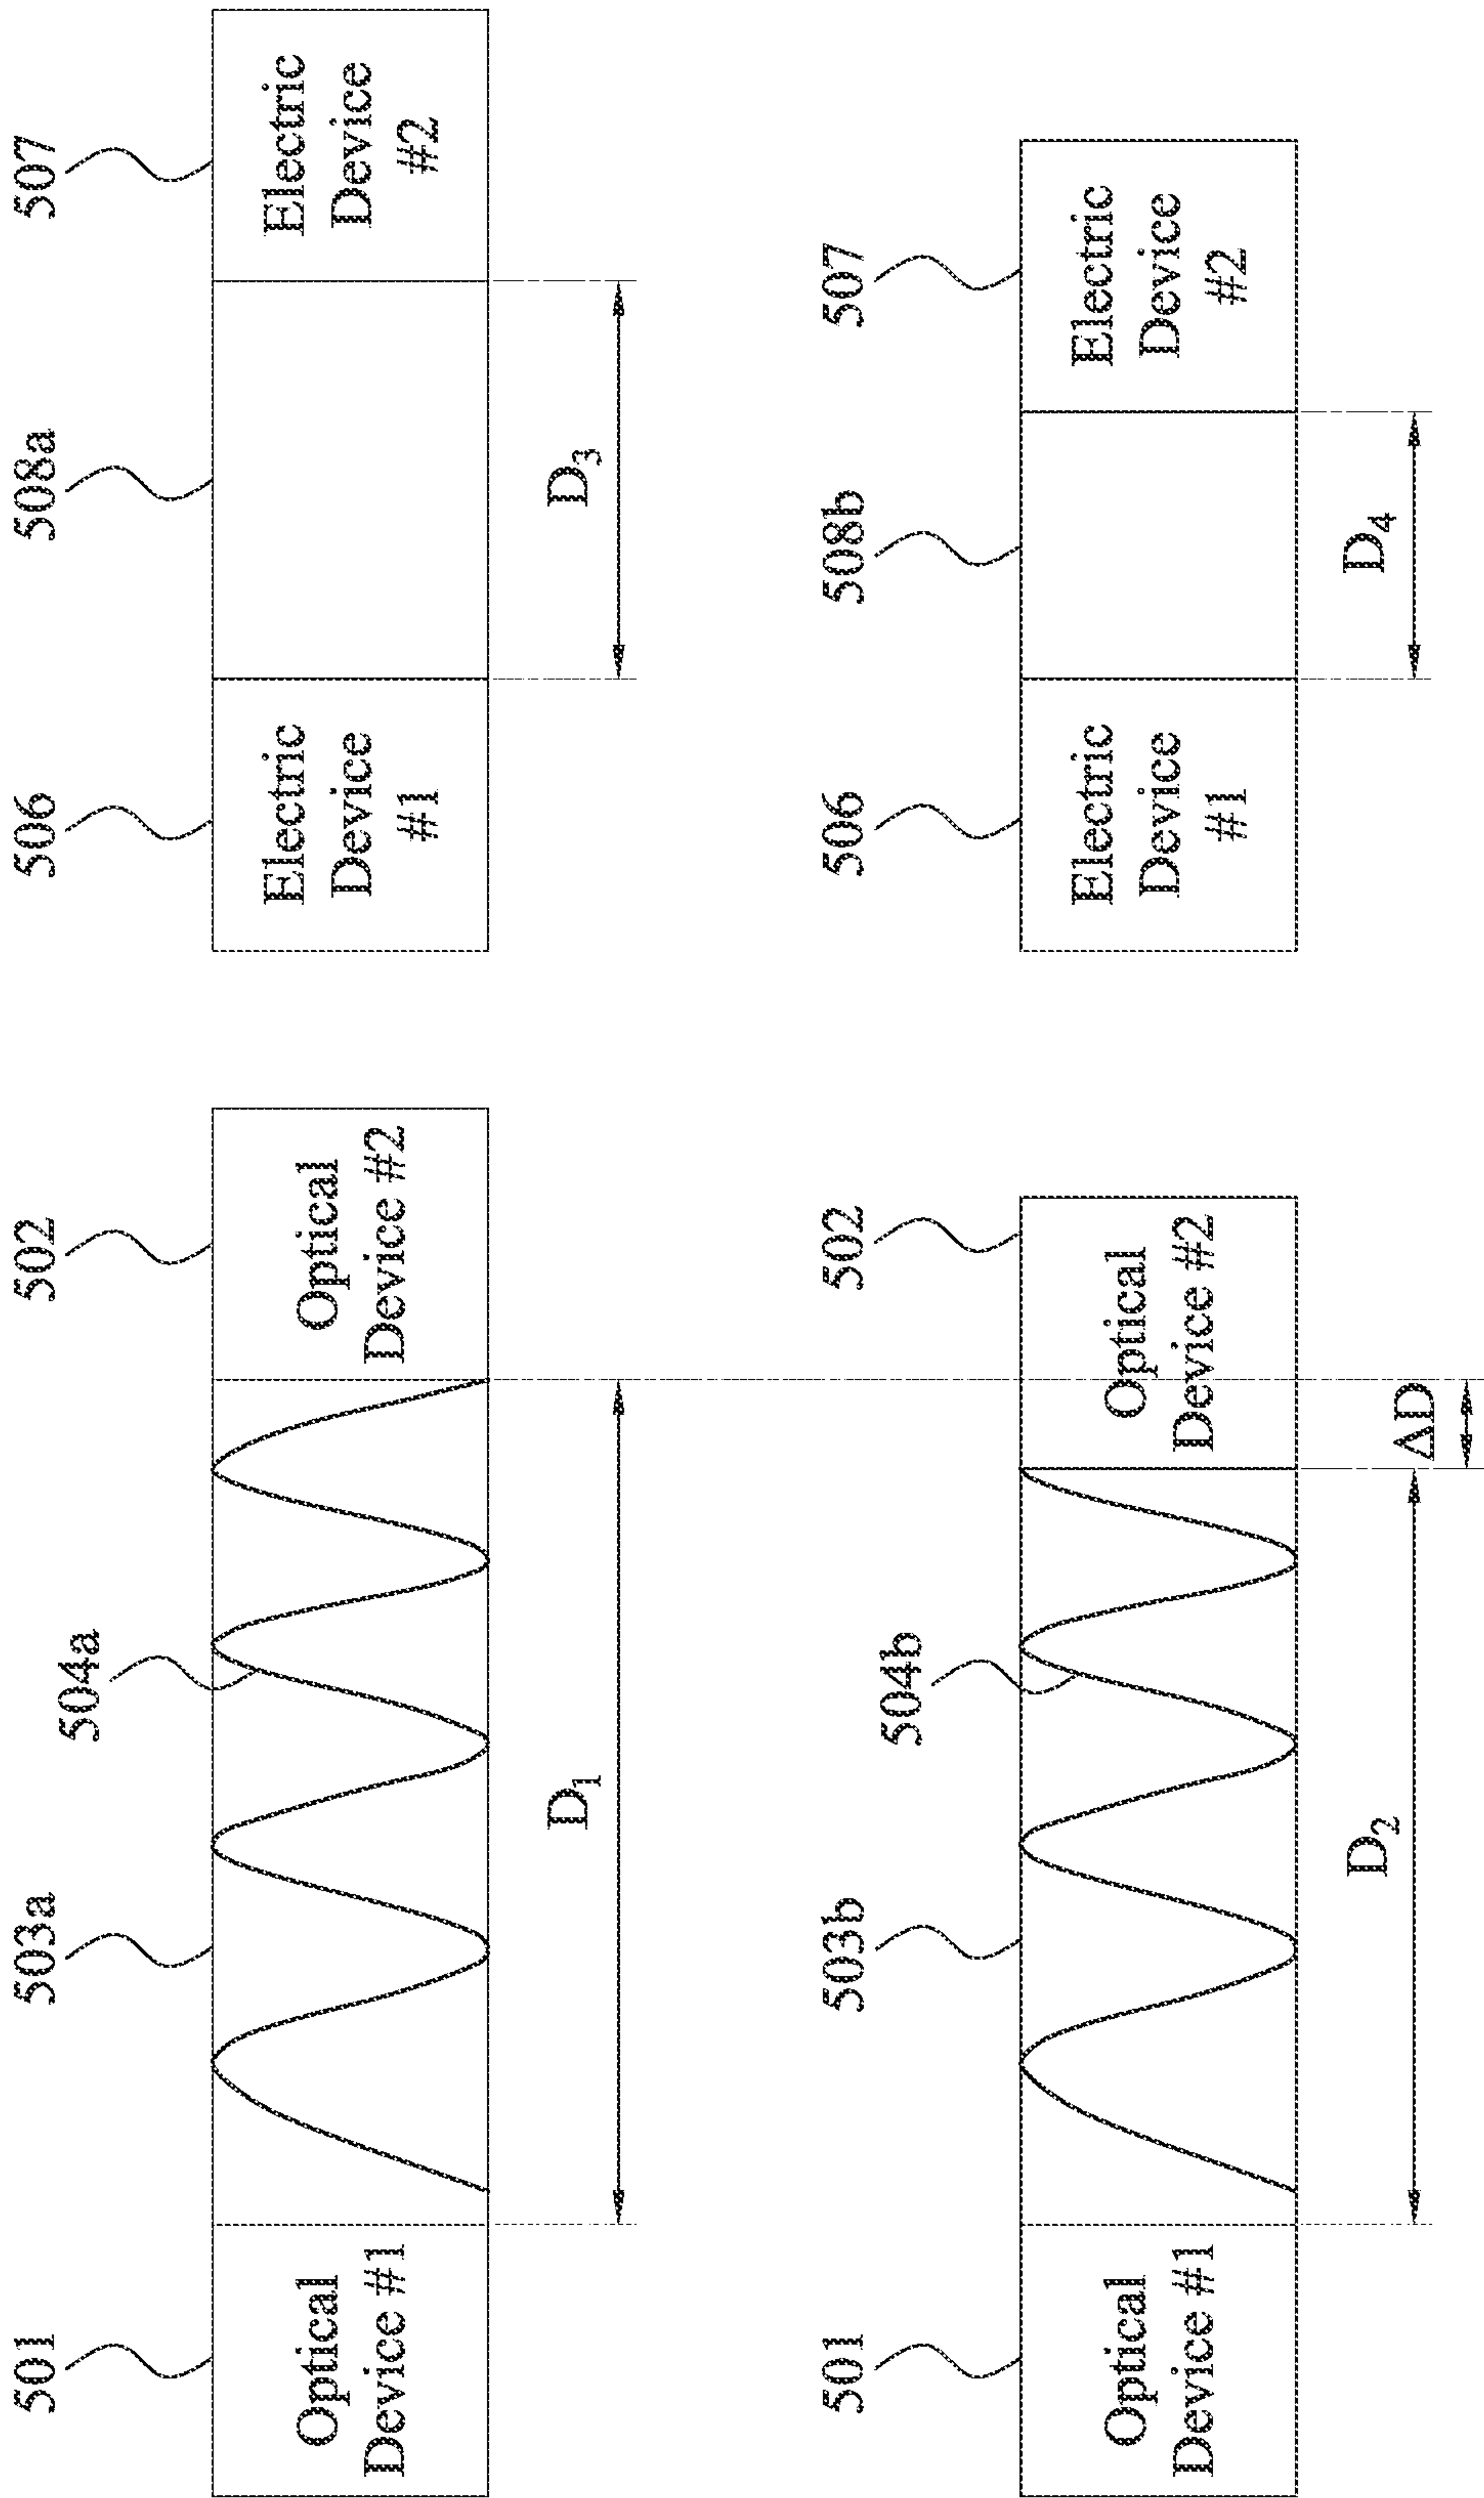 501
503a
504a
502
Optical
Device #1
Optical
Device #2
D1
506
508a
507
Electric
Device
#1
Electric
Device
#2
D3
501
503b
504b
502
Optical
Device #1
Optical
Device #2
D2
ΔD
506
508b
507
Electric
Device
#1
Electric
Device
#2
D4